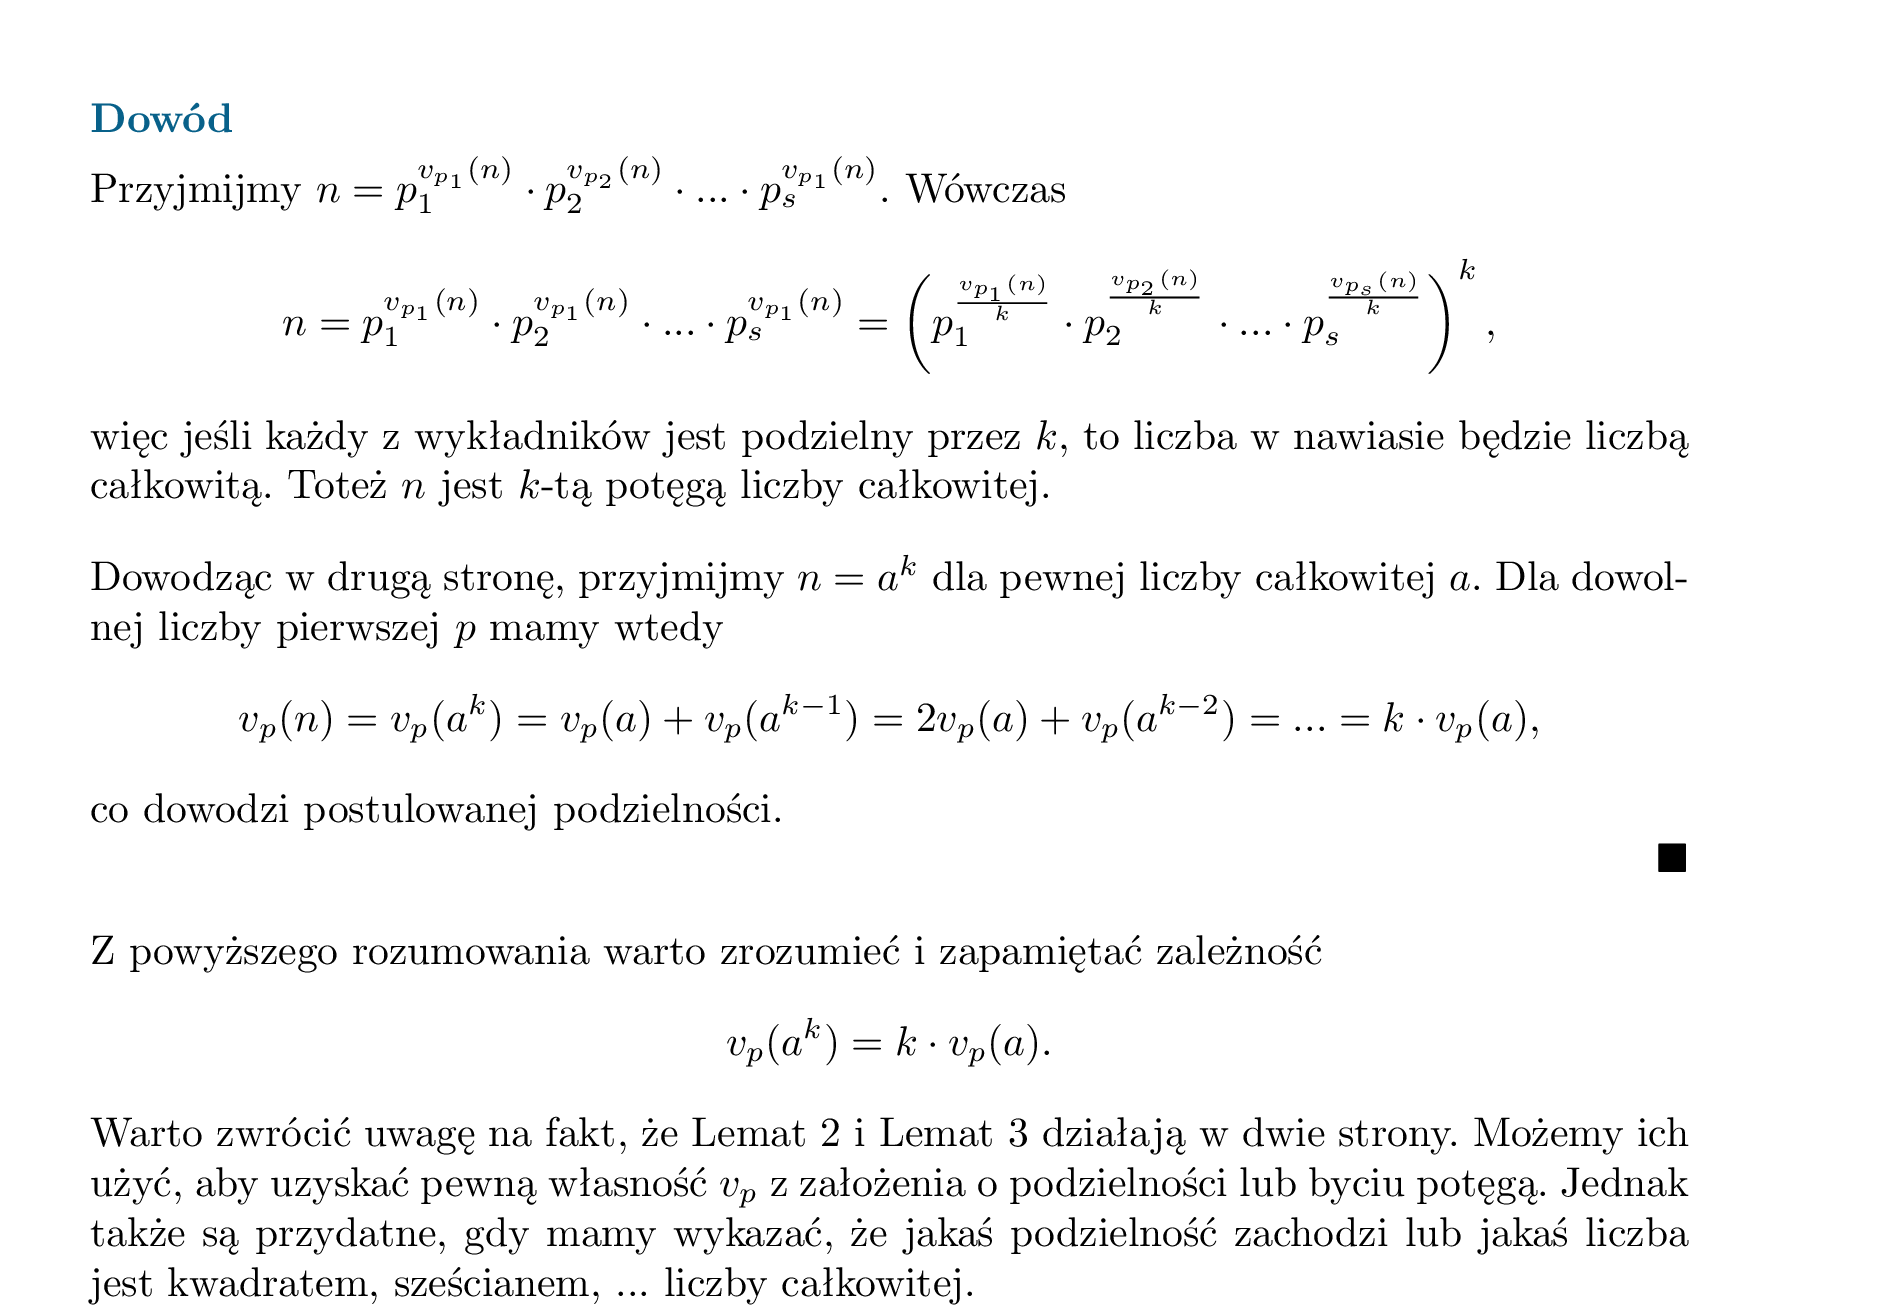 Dowód
Przyjmijmy $n = p_1^{v_{p_1}(n)} \cdot p_2^{v_{p_2}(n)} \cdot ... \cdot p_s^{v_{p_1}(n)}$. Wówczas
$n = p_1^{v_{p_1}(n)} \cdot p_2^{v_{p_1}(n)} \cdot ... \cdot p_s^{v_{p_1}(n)} = \left( p_1^{\frac{v_{p_1}(n)}{k}} \cdot p_2^{\frac{v_{p_2}(n)}{k}} \cdot ... \cdot p_s^{\frac{v_{p_s}(n)}{k}} \right)^k,$
więc jeśli każdy z wykładników jest podzielny przez $k$, to liczba w nawiasie będzie liczbą
całkowitą. Toteż $n$ jest $k$-tą potęgą liczby całkowitej.
Dowodząc w drugą stronę, przyjmijmy $n = a^k$ dla pewnej liczby całkowitej $a$. Dla dowol-
nej liczby pierwszej $p$ mamy wtedy
$v_p(n) = v_p(a^k) = v_p(a) + v_p(a^{k-1}) = 2v_p(a) + v_p(a^{k-2}) = ... = k \cdot v_p(a),$
co dowodzi postulowanej podzielności.
■
Z powyższego rozumowania warto zrozumieć i zapamiętać zależność
$v_p(a^k) = k \cdot v_p(a).$
Warto zwrócić uwagę na fakt, że Lemat 2 i Lemat 3 działają w dwie strony. Możemy ich
użyć, aby uzyskać pewną własność $v_p$ z założenia o podzielności lub byciu potęgą. Jednak
także są przydatne, gdy mamy wykazać, że jakaś podzielność zachodzi lub jakaś liczba
jest kwadratem, sześcianem, ... liczby całkowitej.